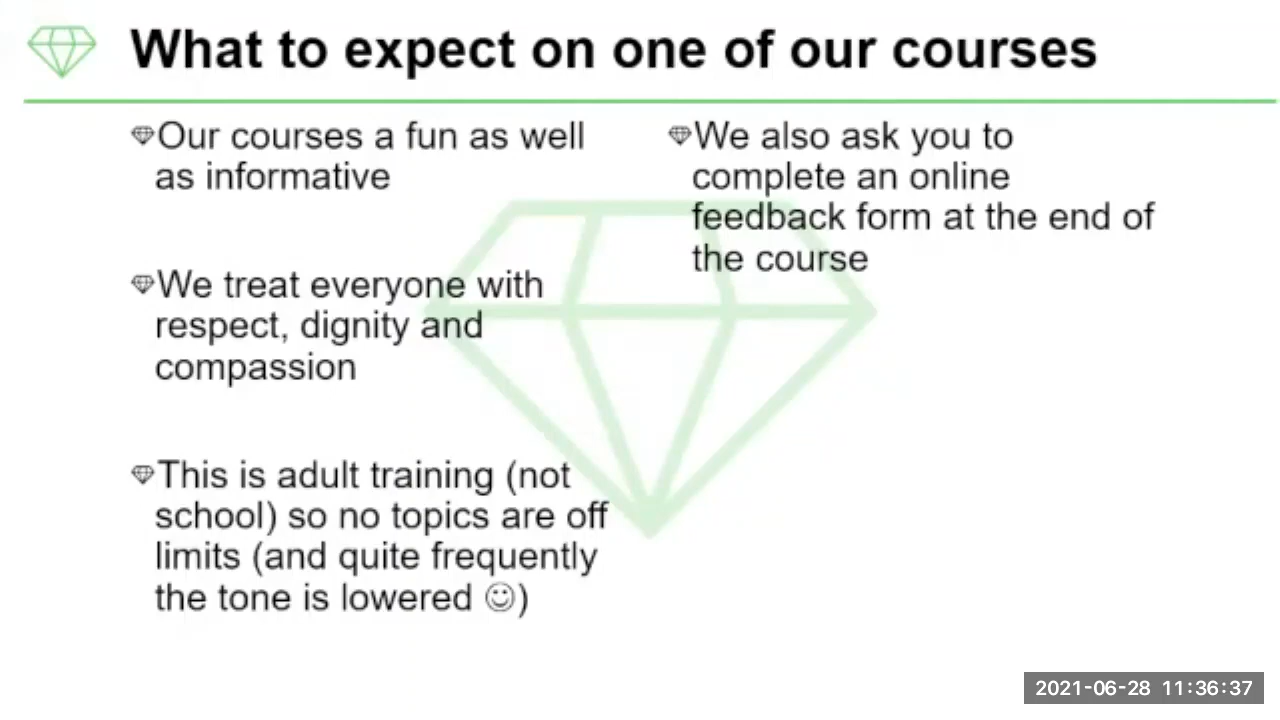 What to expect on one of our courses
Our courses a fun as well
as informative
We treat everyone with
respect, dignity and
compassion
This is adult training (not
school) so no topics are off
limits (and quite frequently
the tone is lowered ☺)
We also ask you to
complete an online
feedback form at the end of
the course
2021-06-28 11:36:37